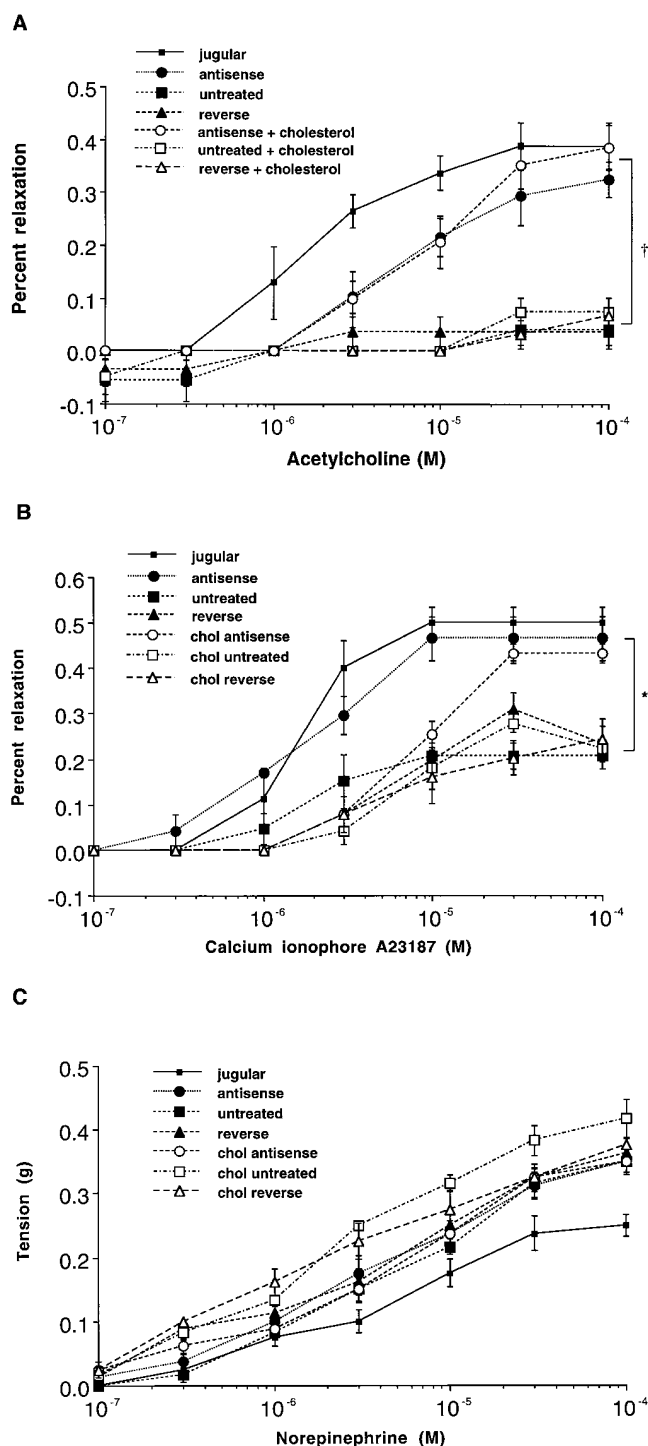 A
jugular
antisense
untreated
reverse
antisense + cholesterol
untreated + cholesterol
reverse + cholesterol
0.5
0.4
0.3
0.2
0.1
0.0
-0.1
Percent relaxation
†
10-7
10-6
10-5
10-4
Acetylcholine (M)
B
jugular
antisense
untreated
reverse
chol antisense
chol untreated
chol reverse
0.6
0.5
0.4
0.3
0.2
0.1
0.0
-0.1
Percent relaxation
*
10-7
10-6
10-5
10-4
Calcium ionophore A23187 (M)
C
jugular
antisense
untreated
reverse
chol antisense
chol untreated
chol reverse
0.5
0.4
0.3
0.2
0.1
0.0
Tension (g)
10-7
10-6
10-5
10-4
Norepinephrine (M)